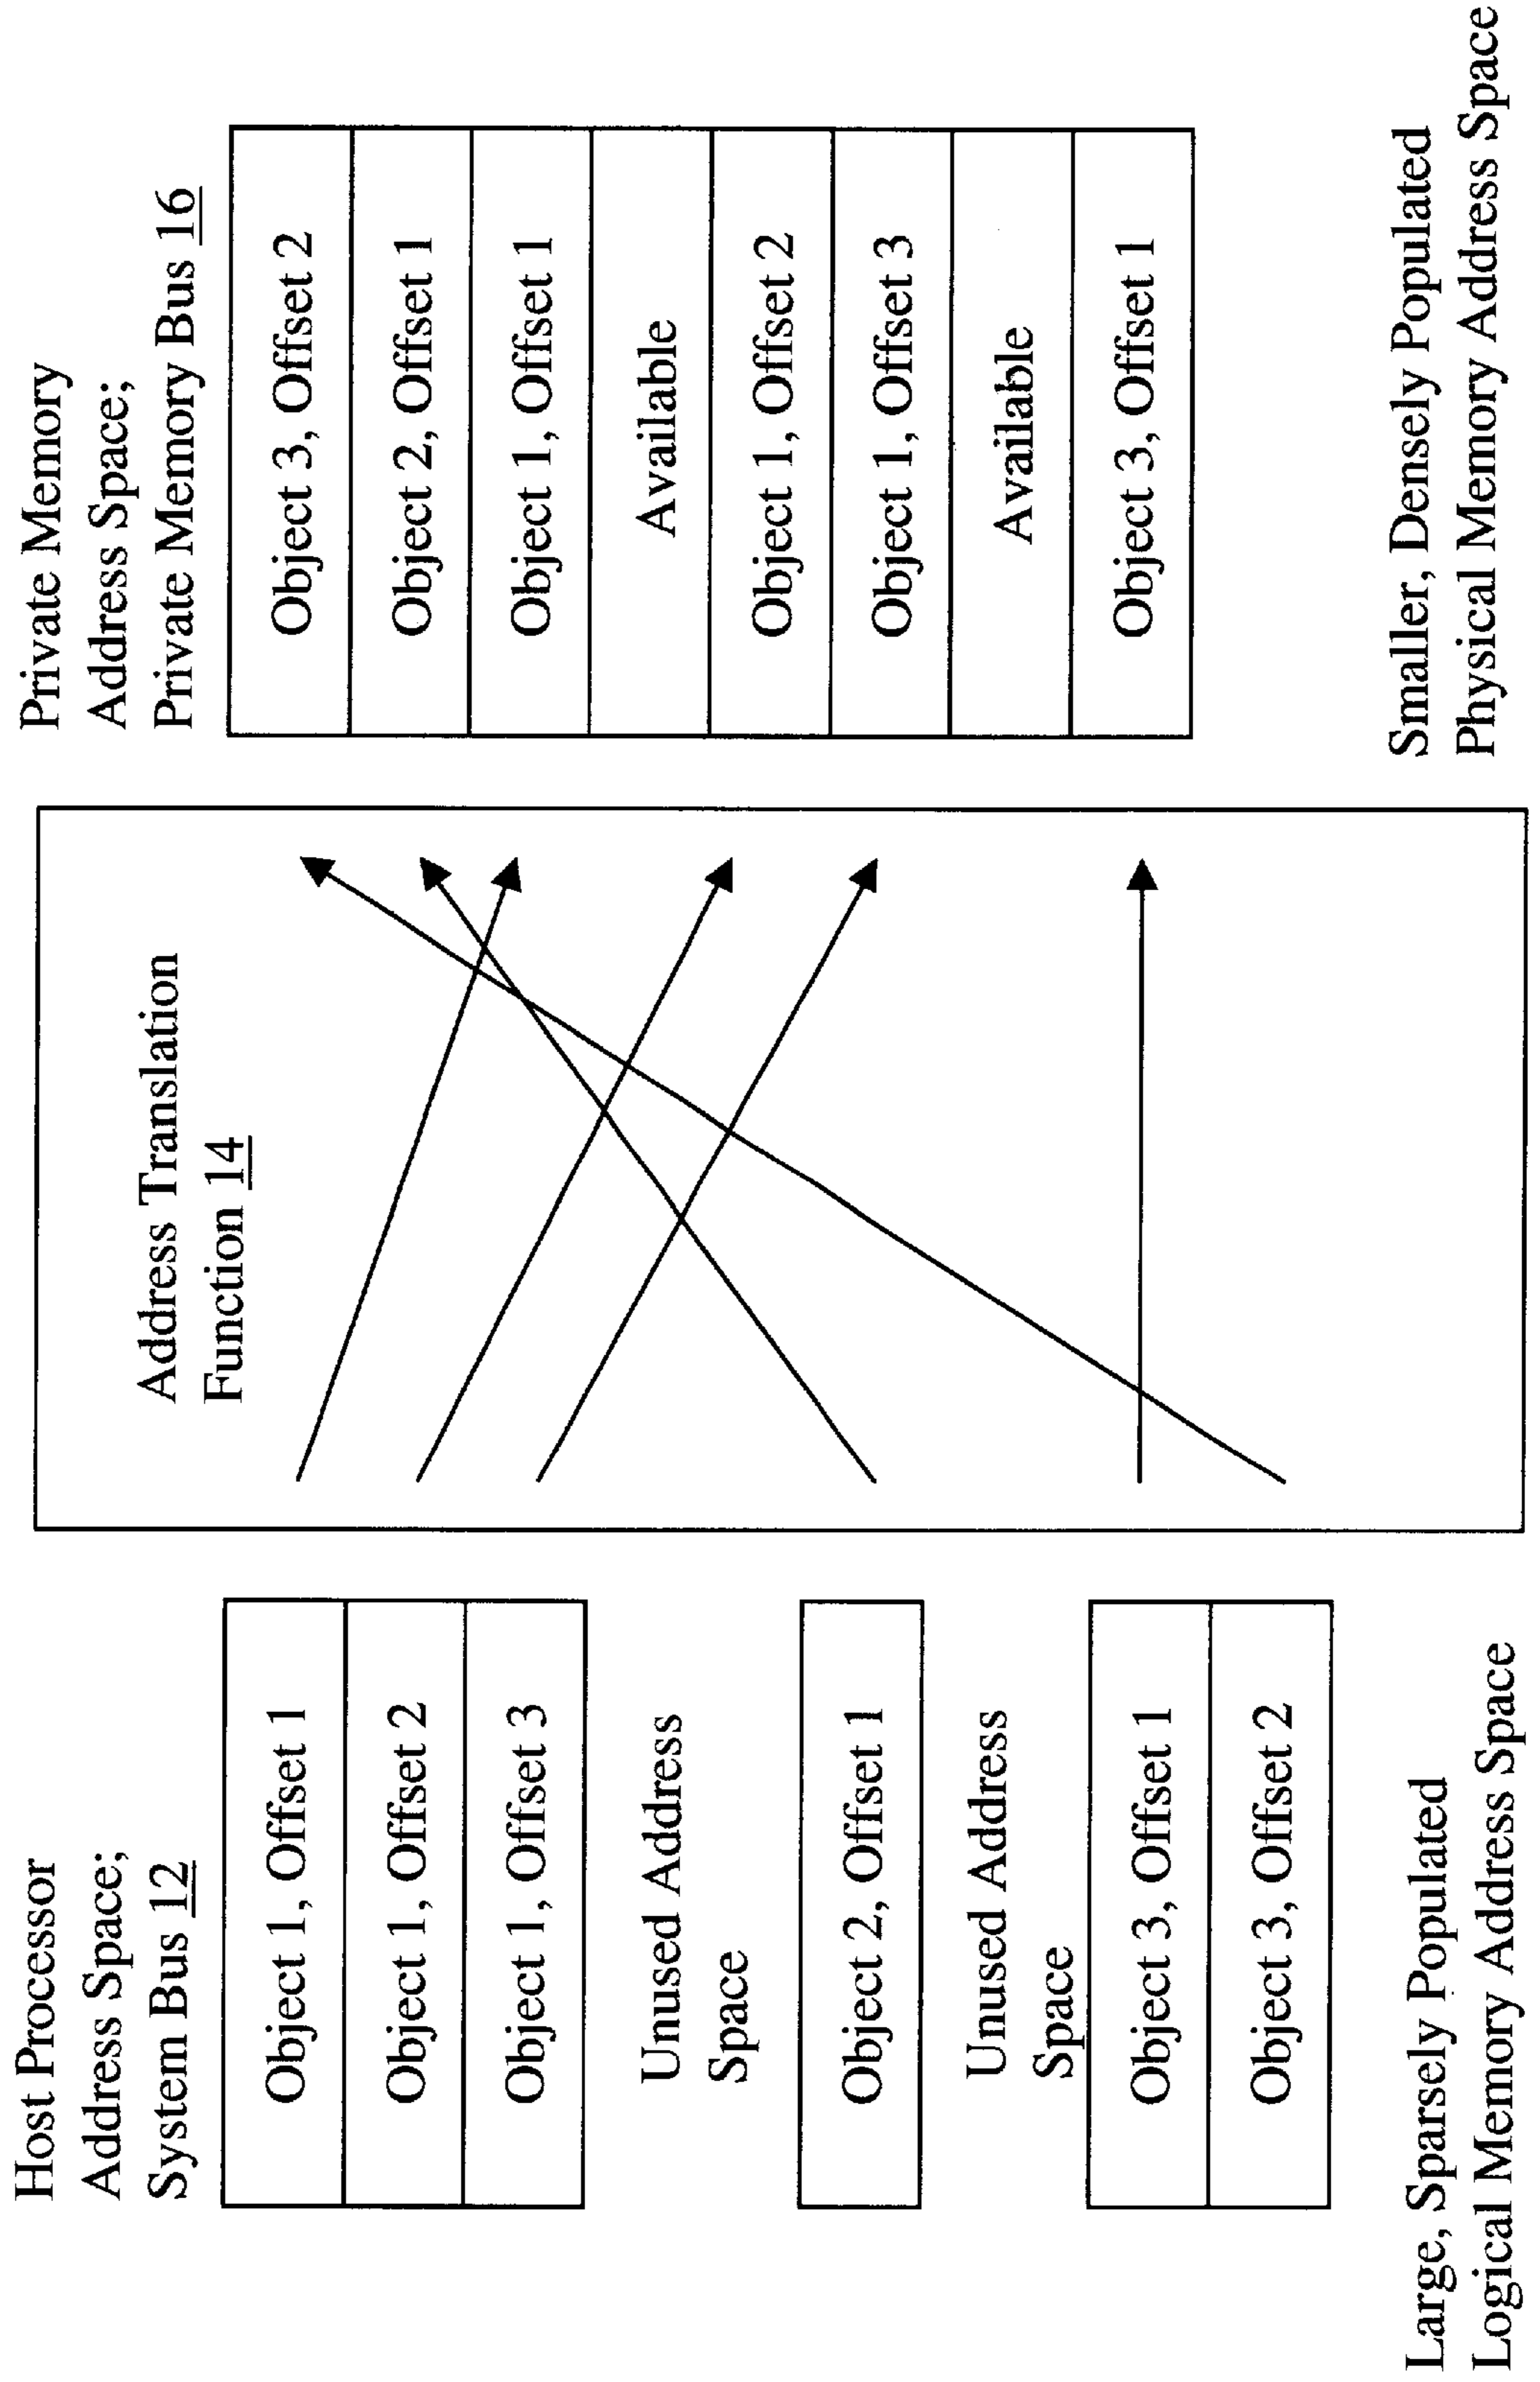 Host Processor
Address Space;
System Bus 12
Object 1, Offset 1
Object 1, Offset 2
Object 1, Offset 3
Unused Address
Space
Object 2, Offset 1
Unused Address
Space
Object 3, Offset 1
Object 3, Offset 2
Large, Sparsely Populated
Logical Memory Address Space
Address Translation
Function 14
Private Memory
Address Space;
Private Memory Bus 16
Object 3, Offset 2
Object 2, Offset 1
Object 1, Offset 1
Available
Object 1, Offset 2
Object 1, Offset 3
Available
Object 3, Offset 1
Smaller, Densely Populated
Physical Memory Address Space